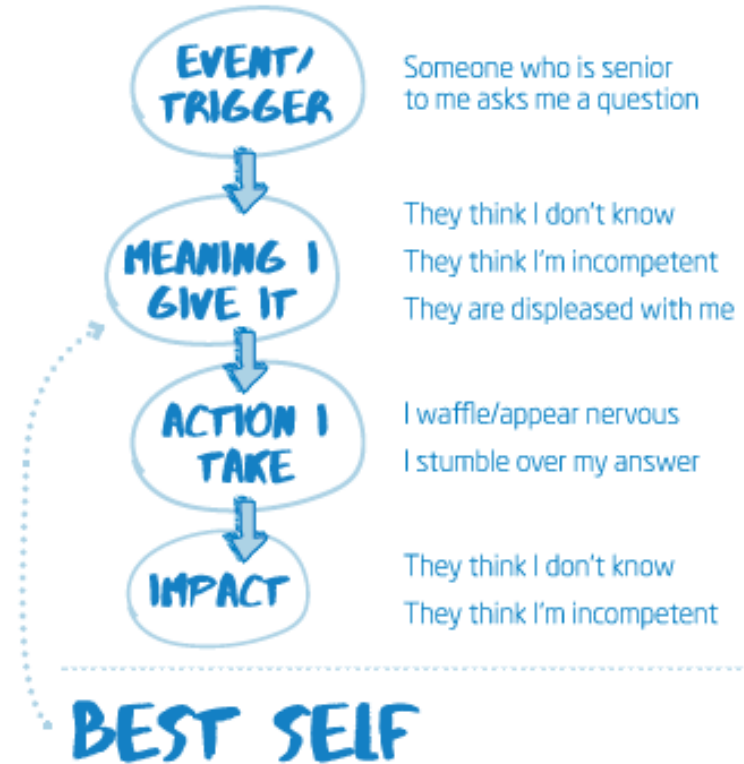 EVENT/
TRIGGER
Someone who is senior
to me asks me a question
MEANING I
GIVE IT
They think I don't know
They think I'm incompetent
They are displeased with me
ACTION I
TAKE
I waffle/appear nervous
I stumble over my answer
IMPACT
They think I don't know
They think I'm incompetent
BEST SELF